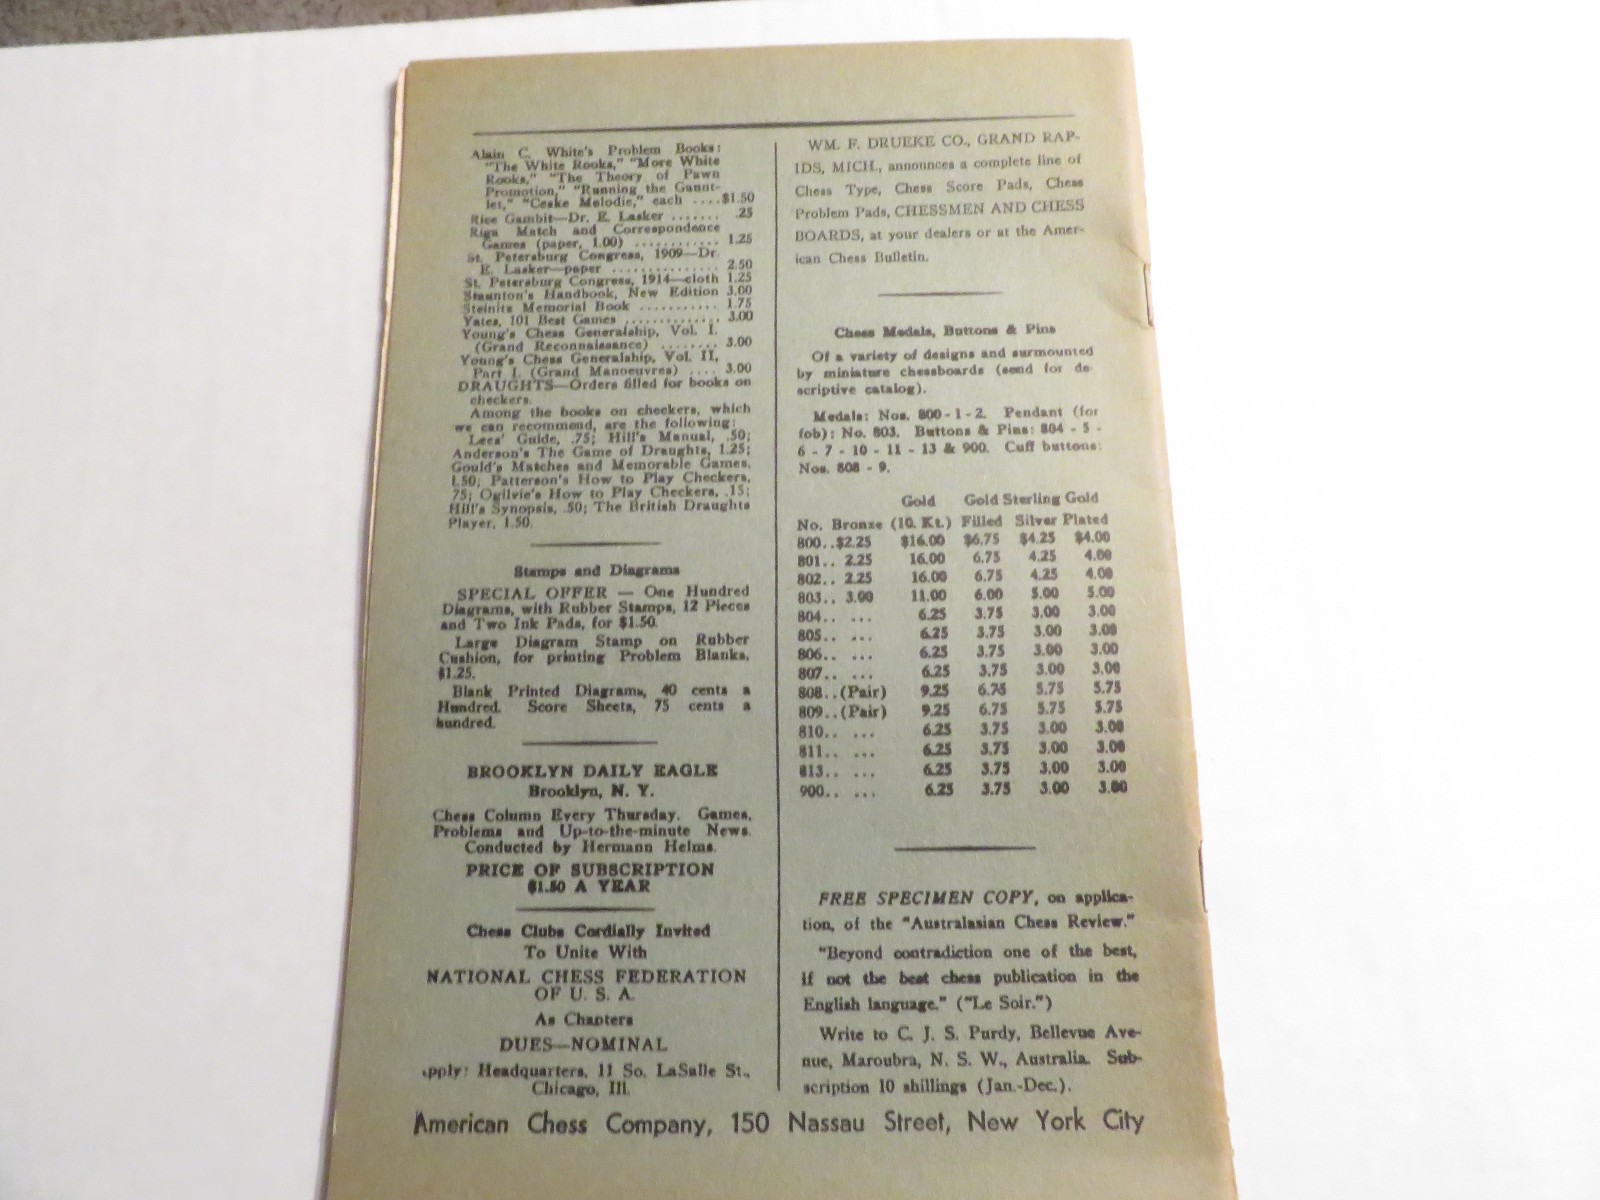 Alain C. White's Problem Books:
"The White Rooks," "More White
Rooks," "The Theory of Pawn
Promotion," "Running the Gaunt-
let," "Ceske Melodie," each ....$1.50
Rice Gambit—Dr. E. Lasker ....... .25
Riga Match and Correspondence
Games (paper, 1.00) ............ 1.25
St. Petersburg Congress, 1909—Dr.
E. Lasker—paper ............... 2.50
St. Petersburg Congress, 1914—cloth 1.25
Staunton's Handbook, New Edition 3.00
Steinitz Memorial Book ........... 1.75
Yates, 101 Best Games ............. 3.00
Young's Chess Generalship, Vol. I.
(Grand Reconnaissance) ........ 3.00
Young's Chess Generalship, Vol. II,
Part I. (Grand Manoeuvres) .... 3.00
DRAUGHTS—Orders filled for books on
checkers.
Among the books on checkers, which
we can recommend, are the following:
Lees' Guide, .75; Hill's Manual, .50;
Anderson's The Game of Draughts, 1.25;
Gould's Matches and Memorable Games,
1.50; Patterson's How to Play Checkers,
.75; Ogilvie's How to Play Checkers, .15;
Hill's Synopsis, .50; The British Draughts
Player, 1.50.
Stamps and Diagrams
SPECIAL OFFER — One Hundred
Diagrams, with Rubber Stamps, 12 Pieces
and Two Ink Pads, for $1.50.
Large Diagram Stamp on Rubber
Cushion, for printing Problem Blanks,
$1.25.
Blank Printed Diagrams, 40 cents a
Hundred. Score Sheets, 75 cents a
hundred.
BROOKLYN DAILY EAGLE
Brooklyn, N. Y.
Chess Column Every Thursday. Games,
Problems and Up-to-the-minute News.
Conducted by Hermann Helms.
PRICE OF SUBSCRIPTION
$1.50 A YEAR
Chess Clubs Cordially Invited
To Unite With
NATIONAL CHESS FEDERATION
OF U. S. A.
As Chapters
DUES—NOMINAL
Apply: Headquarters, 11 So. LaSalle St.,
Chicago, Ill.
WM. F. DRUEKE CO., GRAND RAP-
IDS, MICH., announces a complete line of
Chess Type, Chess Score Pads, Chess
Problem Pads, CHESSMEN AND CHESS
BOARDS, at your dealers or at the Amer-
ican Chess Bulletin.
Chess Medals, Buttons & Pins
Of a variety of designs and surmounted
by miniature chessboards (send for de-
scriptive catalog).
Medals: Nos. 800 - 1 - 2. Pendant (for
fob): No. 803. Buttons & Pins: 804 - 5 -
6 - 7 - 10 - 11 - 13 & 900. Cuff buttons:
Nos. 808 - 9.
Gold Gold Sterling Gold
No. Bronze (10. Kt.) Filled Silver Plated
800..$2.25 $16.00 $6.75 $4.25 $4.00
801.. 2.25 16.00 6.75 4.25 4.00
802.. 2.25 16.00 6.75 4.25 4.00
803.. 3.00 11.00 6.00 5.00 5.00
804.. ... 6.25 3.75 3.00 3.00
805.. ... 6.25 3.75 3.00 3.00
806.. ... 6.25 3.75 3.00 3.00
807.. ... 6.25 3.75 3.00 3.00
808..(Pair) 9.25 6.75 5.75 5.75
809..(Pair) 9.25 6.75 5.75 5.75
810.. ... 6.25 3.75 3.00 3.00
811.. ... 6.25 3.75 3.00 3.00
813.. ... 6.25 3.75 3.00 3.00
900.. ... 6.25 3.75 3.00 3.00
FREE SPECIMEN COPY, on applica-
tion, of the "Australasian Chess Review."
"Beyond contradiction one of the best,
if not the best chess publication in the
English language." ("Le Soir.")
Write to C. J. S. Purdy, Bellevue Ave-
nue, Maroubra, N. S. W., Australia. Sub-
scription 10 shillings (Jan.-Dec.).
American Chess Company, 150 Nassau Street, New York City